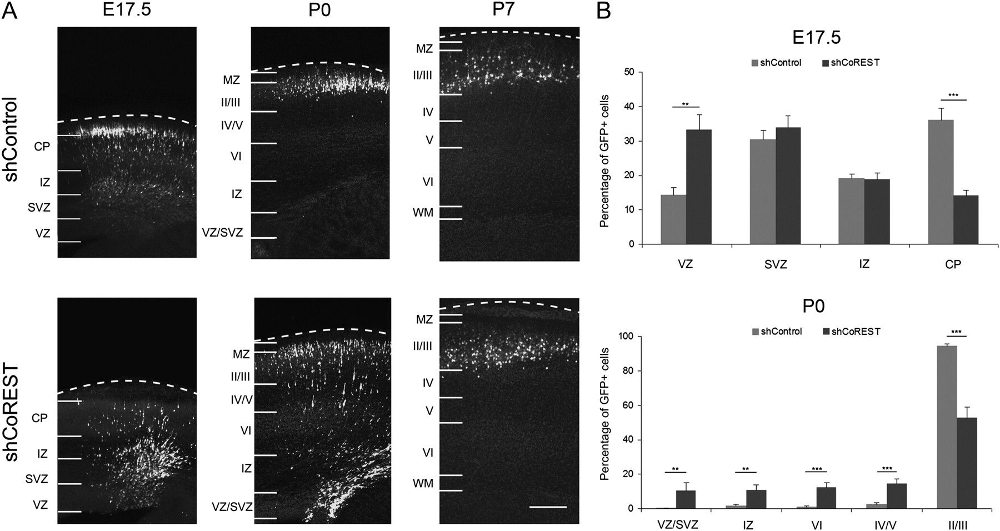 A
E17.5
P0
P7
shControl
CP
IZ
SVZ
VZ
MZ
II/III
IV/V
VI
IZ
VZ/SVZ
MZ
II/III
IV
V
VI
WM
shCoREST
CP
IZ
SVZ
VZ
MZ
II/III
IV/V
VI
IZ
VZ/SVZ
MZ
II/III
IV
V
VI
WM
B
E17.5
shControl shCoREST
Percentage of GFP+ cells
50
40
30
20
10
0
** ***
VZ SVZ IZ CP
P0
shControl shCoREST
Percentage of GFP+ cells
100
80
60
40
20
0
** ** *** *** ***
VZ/SVZ IZ VI IV/V II/III